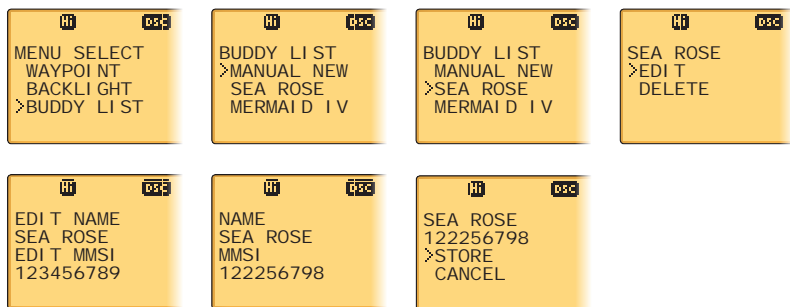 Hi DSC
MENU SELECT
WAYPOINT
BACKLIGHT
>BUDDY LIST
Hi DSC
BUDDY LIST
>MANUAL NEW
SEA ROSE
MERMAID IV
Hi DSC
BUDDY LIST
MANUAL NEW
>SEA ROSE
MERMAID IV
Hi DSC
SEA ROSE
>EDIT
DELETE
Hi DSC
EDIT NAME
SEA ROSE
EDIT MMSI
123456789
Hi DSC
NAME
SEA ROSE
MMSI
122256798
Hi DSC
SEA ROSE
122256798
>STORE
CANCEL